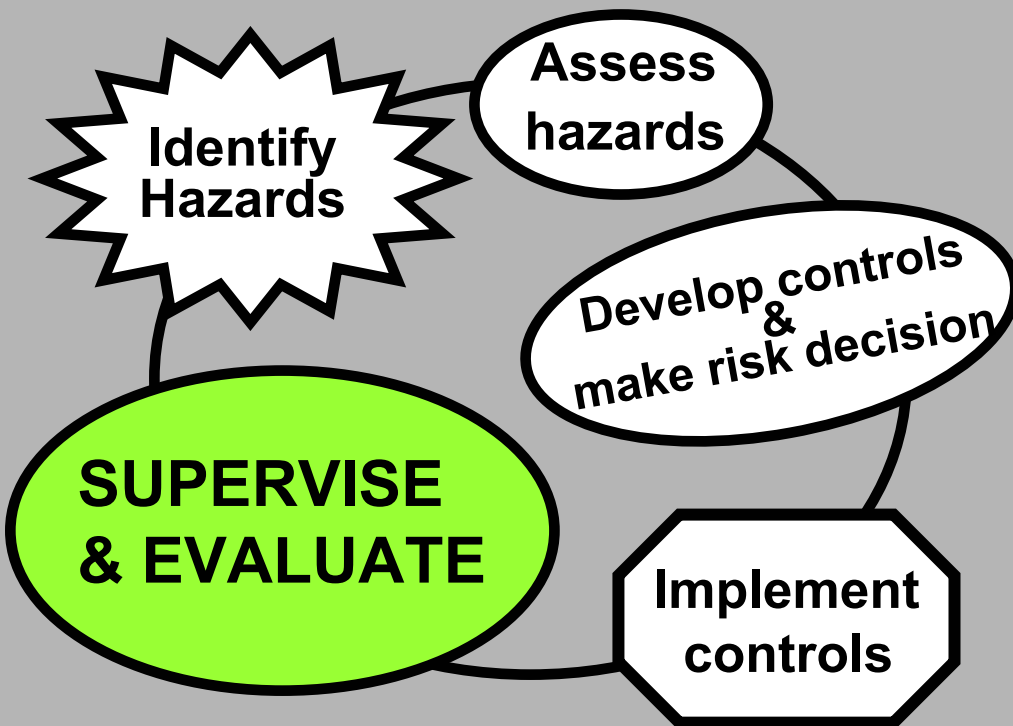 Identify
Hazards
Assess
hazards
Develop controls
&
make risk decision
Implement
controls
SUPERVISE
& EVALUATE